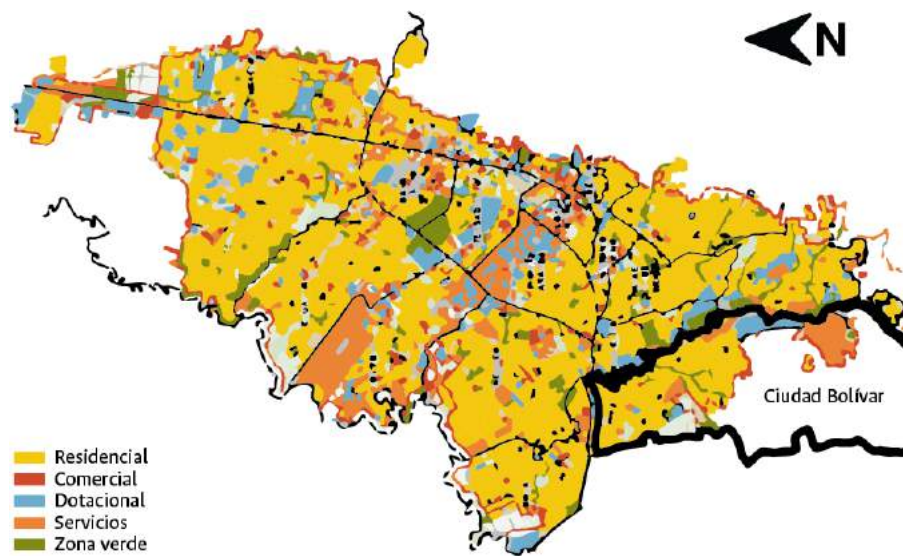 N
Ciudad Bolívar
Residencial
Comercial
Dotacional
Servicios
Zona verde